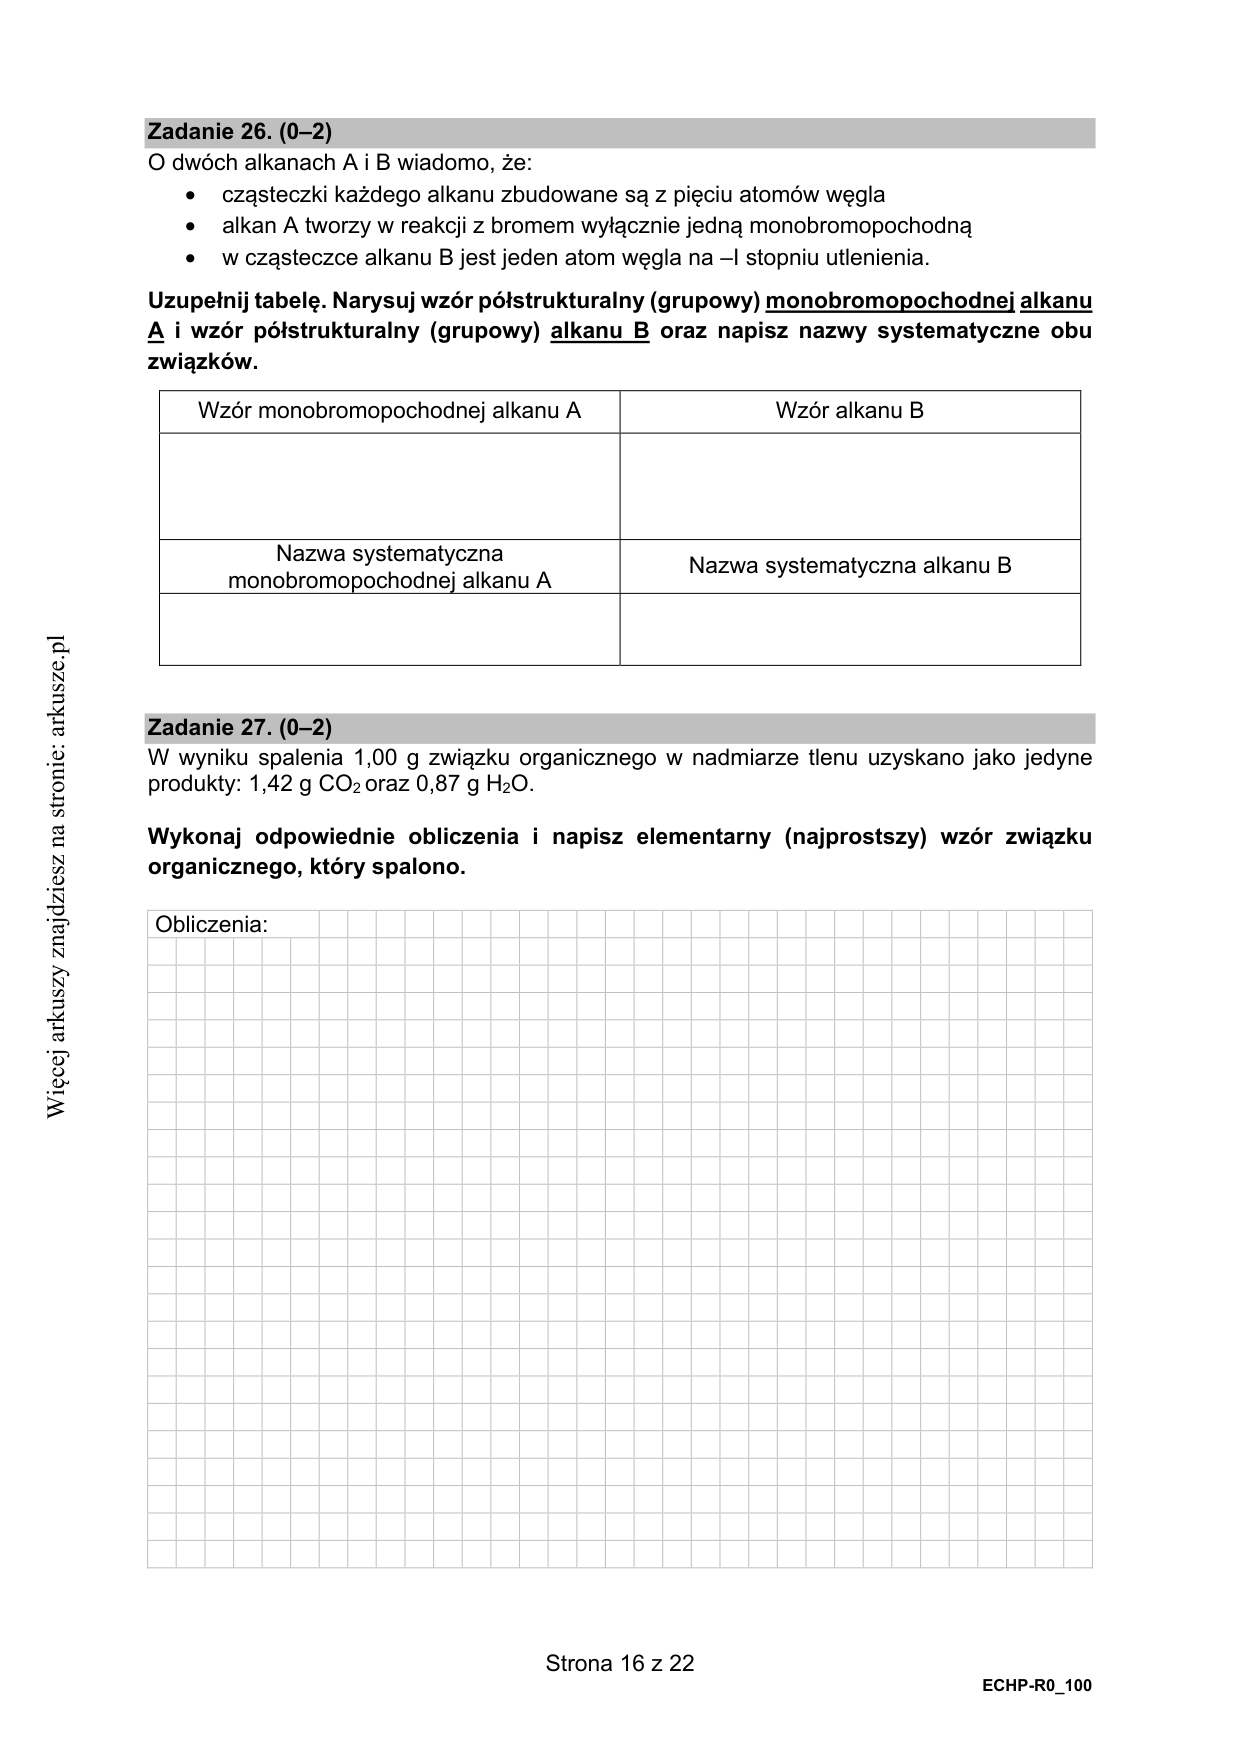 Zadanie 26. (0–2)
O dwóch alkanach A i B wiadomo, że:
• cząsteczki każdego alkanu zbudowane są z pięciu atomów węgla
• alkan A tworzy w reakcji z bromem wyłącznie jedną monobromopochodną
• w cząsteczce alkanu B jest jeden atom węgla na –I stopniu utlenienia.
Uzupełnij tabelę. Narysuj wzór półstrukturalny (grupowy) monobromopochodnej alkanu
A i wzór półstrukturalny (grupowy) alkanu B oraz napisz nazwy systematyczne obu
związków.
Wzór monobromopochodnej alkanu A
Wzór alkanu B
Nazwa systematyczna
monobromopochodnej alkanu A
Nazwa systematyczna alkanu B
Zadanie 27. (0–2)
W wyniku spalenia 1,00 g związku organicznego w nadmiarze tlenu uzyskano jako jedyne
produkty: 1,42 g CO₂ oraz 0,87 g H₂O.
Wykonaj odpowiednie obliczenia i napisz elementarny (najprostszy) wzór związku
organicznego, który spalono.
Obliczenia:
Strona 16 z 22
ECHP-R0_100
Więcej arkuszy znajdziesz na stronie: arkusze.pl